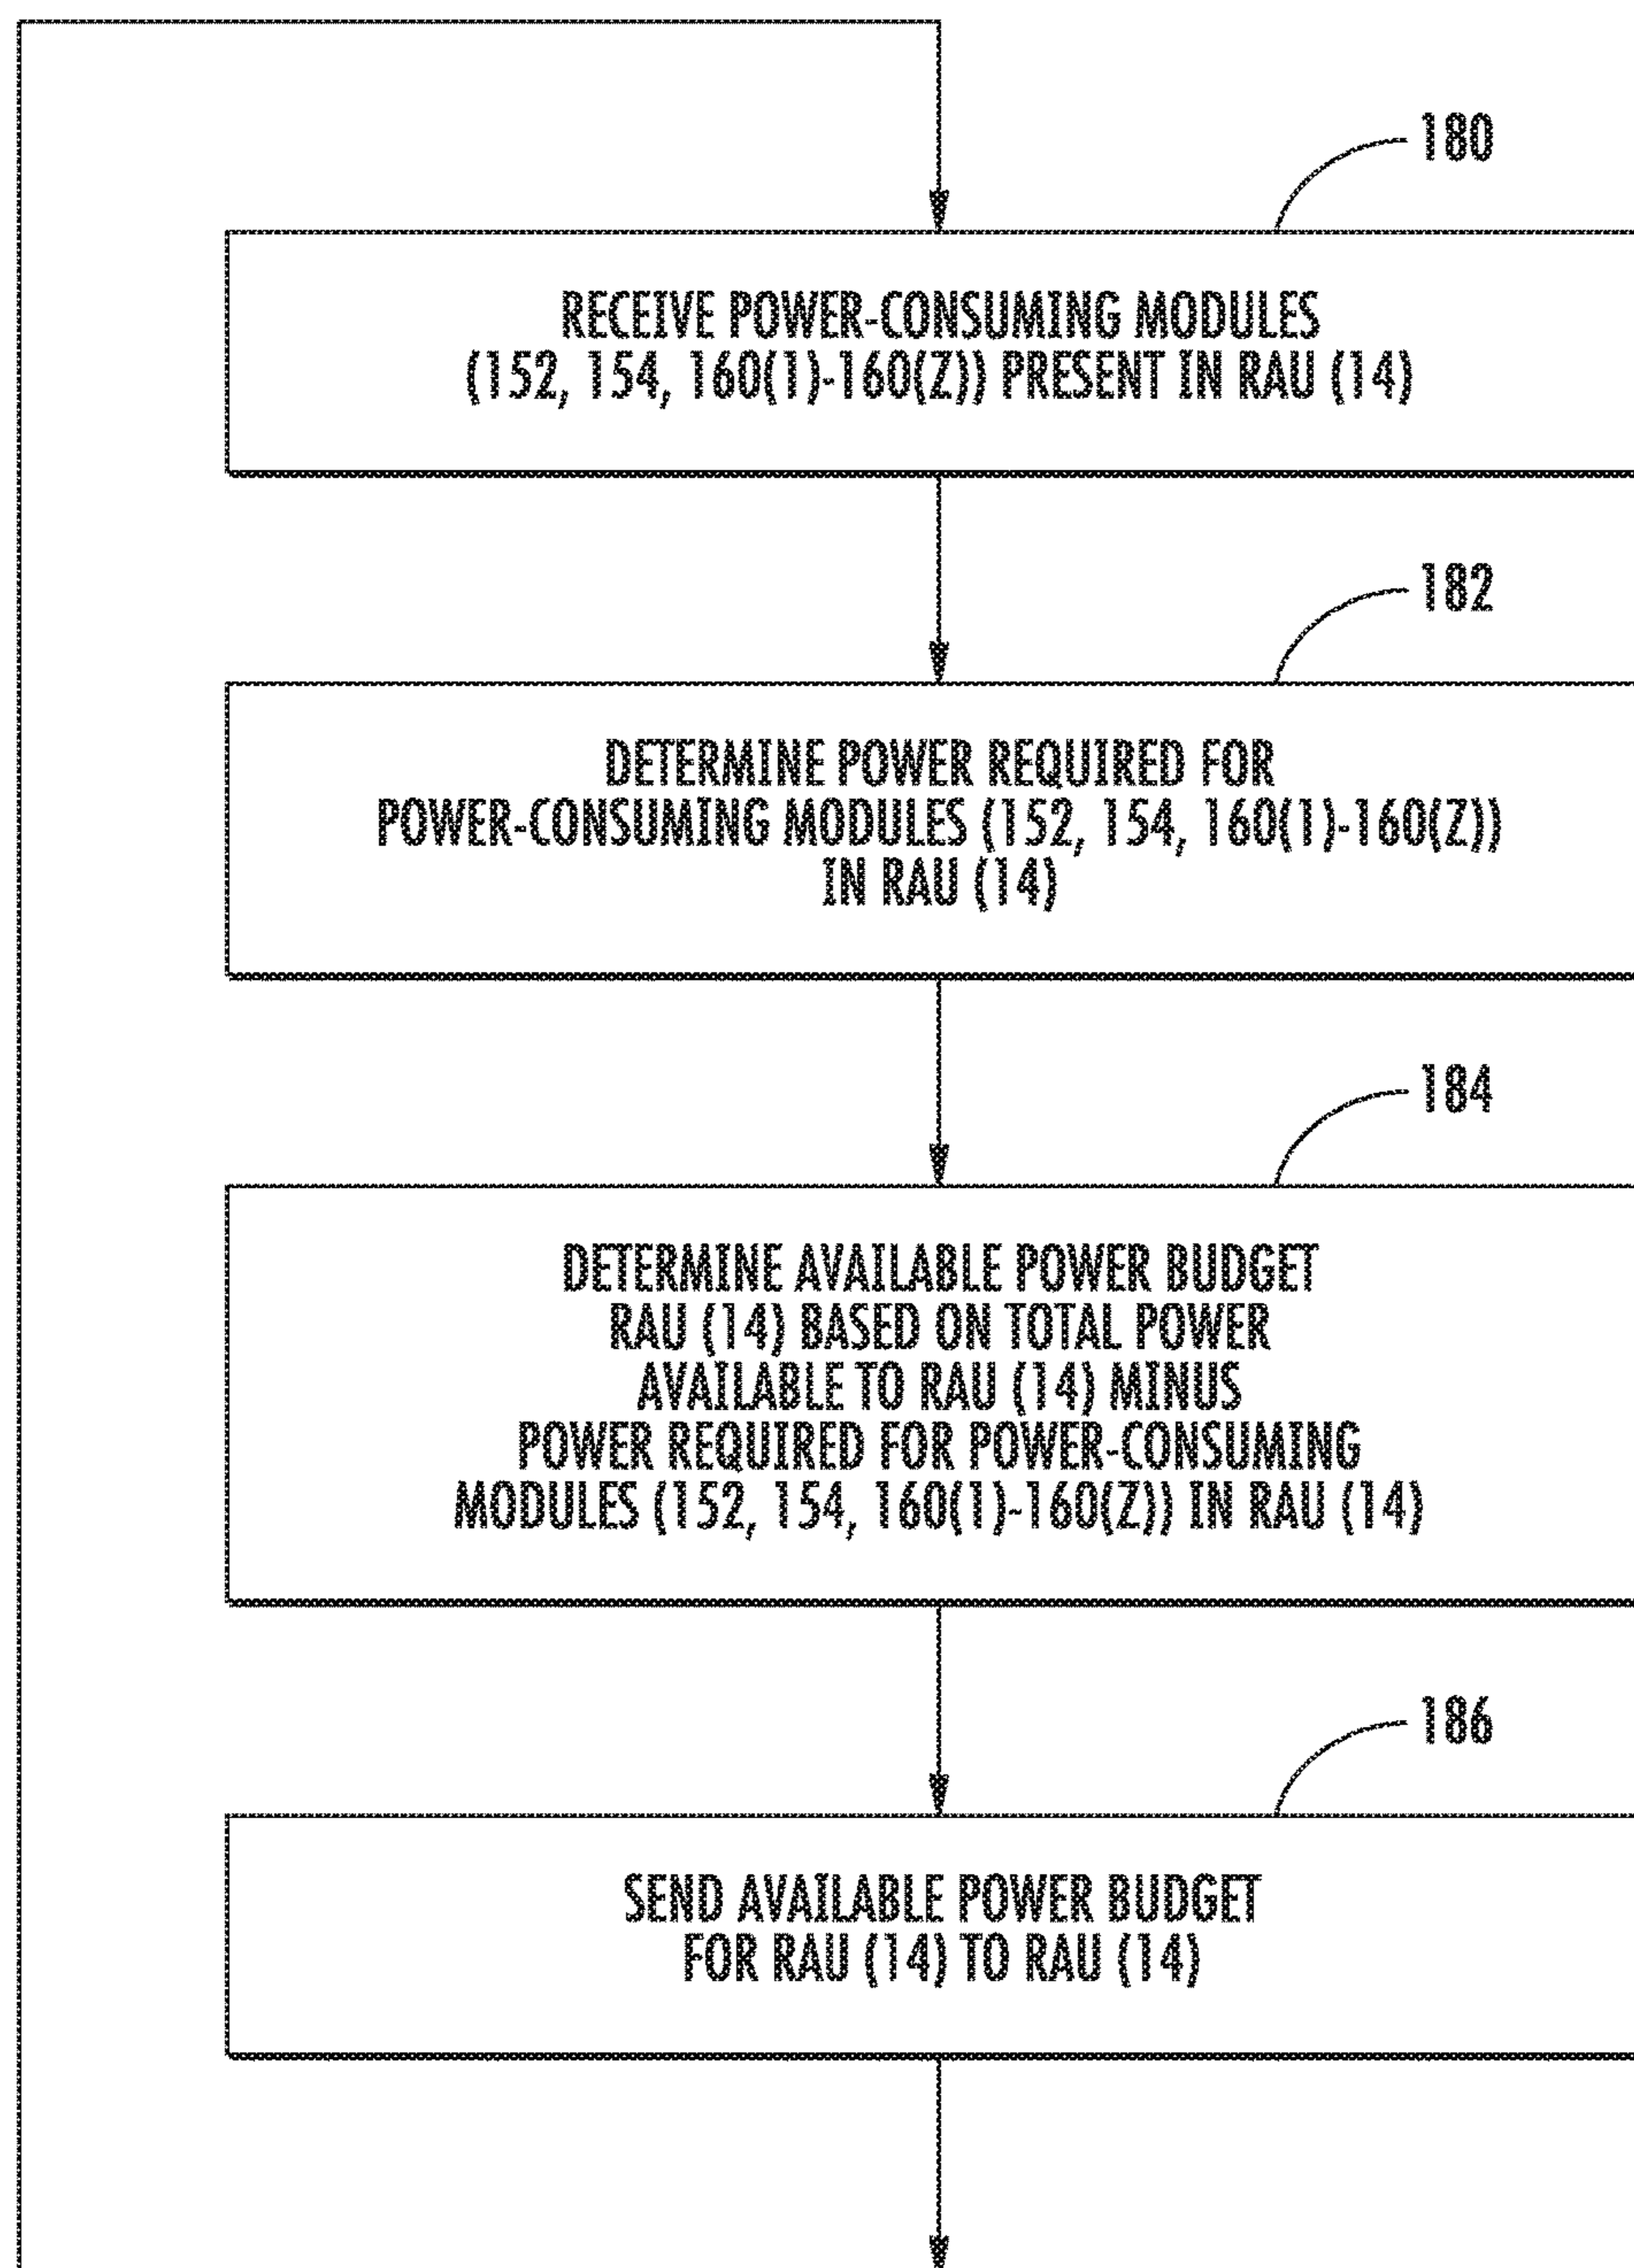 180
RECEIVE POWER-CONSUMING MODULES
(152, 154, 160(1)-160(Z)) PRESENT IN RAU (14)
182
DETERMINE POWER REQUIRED FOR
POWER-CONSUMING MODULES (152, 154, 160(1)-160(Z))
IN RAU (14)
184
DETERMINE AVAILABLE POWER BUDGET
RAU (14) BASED ON TOTAL POWER
AVAILABLE TO RAU (14) MINUS
POWER REQUIRED FOR POWER-CONSUMING
MODULES (152, 154, 160(1)-160(Z)) IN RAU (14)
186
SEND AVAILABLE POWER BUDGET
FOR RAU (14) TO RAU (14)